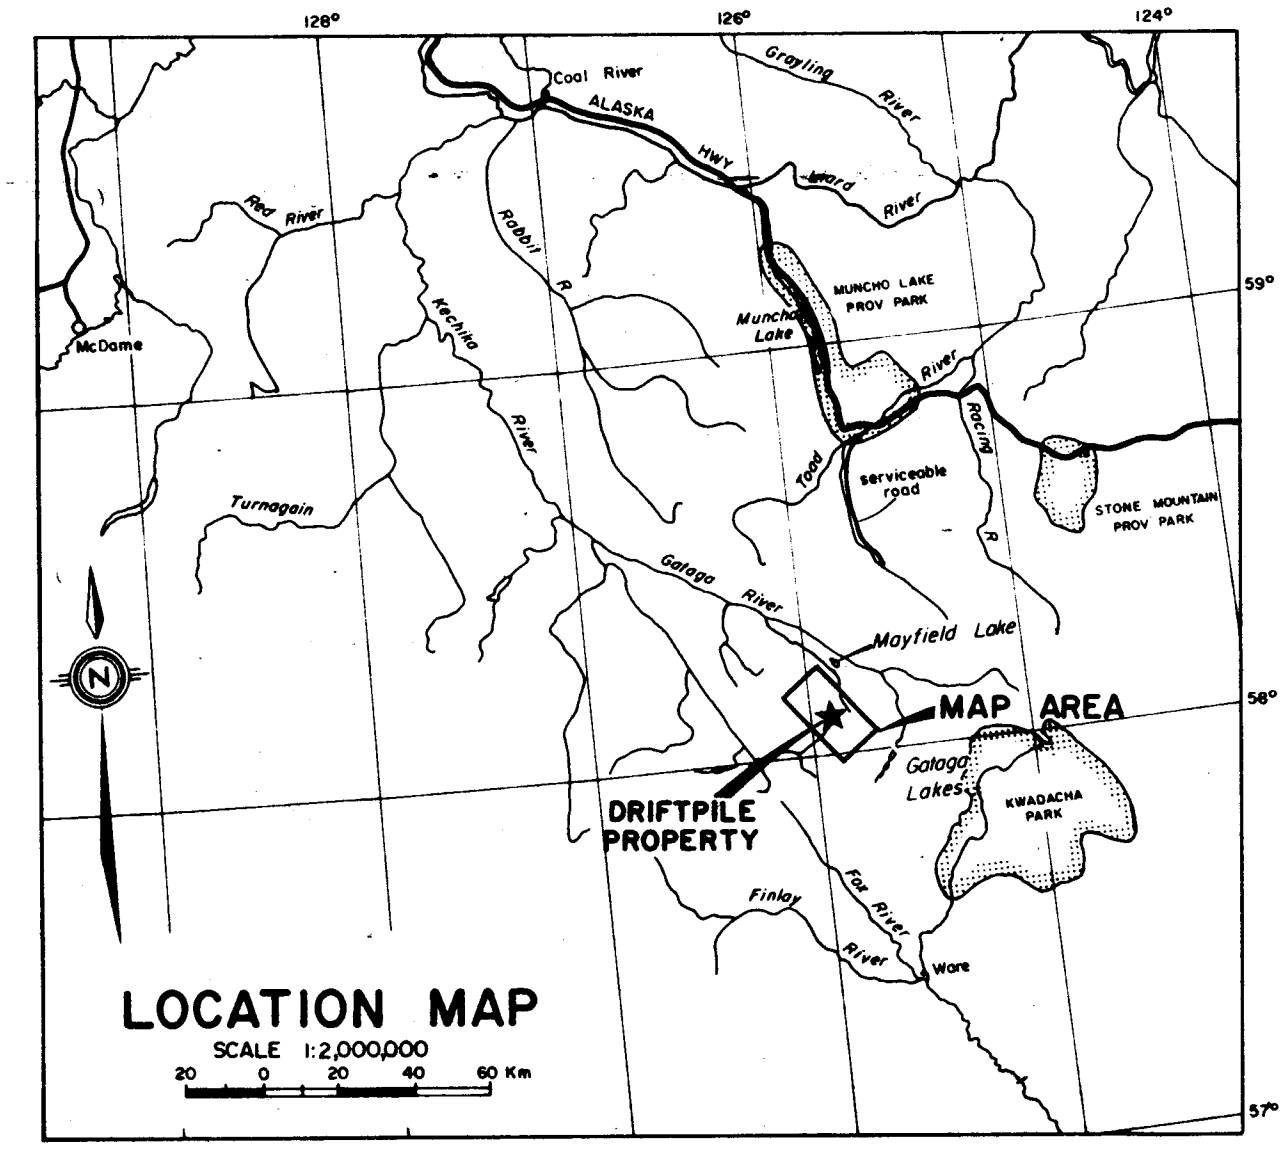 128°
126°
124°
Coal River
ALASKA
HWY
Grayling
River
Liard
River
Red River
Rabbit
R
Kechika
River
McDame
MUNCHO LAKE
PROV PARK
Muncho
Lake
59°
River
Toad
Racing
R
serviceable
road
STONE MOUNTAIN
PROV PARK
Turnagain
Gataga
River
N
Mayfield Lake
58°
MAP AREA
Gataga
Lakes
KWADACHA
PARK
DRIFTPILE
PROPERTY
Fox River
Finlay
River
Ware
LOCATION MAP
SCALE 1:2,000,000
20 0 20 40 60 Km
57°